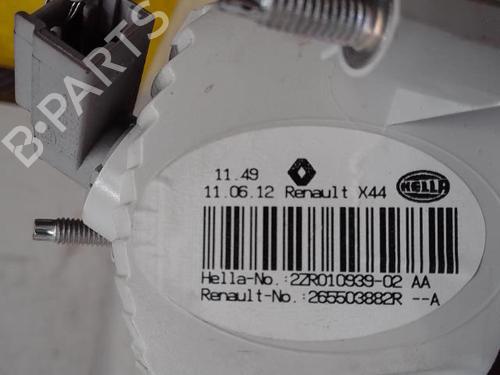 B-PARTS
11.49
11.06.12 Renault X44
HELLA
Hella-No.:2ZR010939-02 AA
Renault-No.:265503882R --A